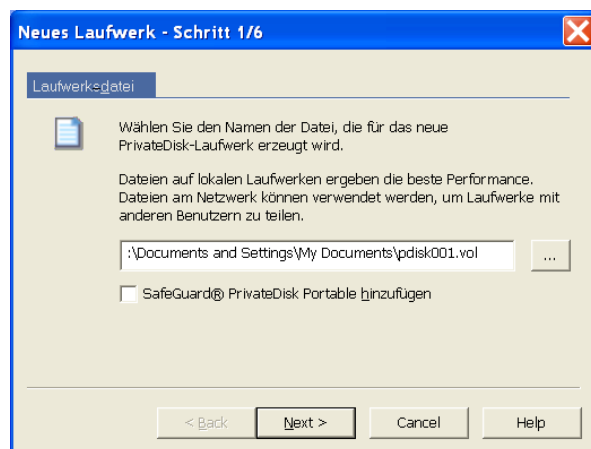 Neues Laufwerk - Schritt 1/6
Laufwerksdatei
Wählen Sie den Namen der Datei, die für das neue
PrivateDisk-Laufwerk erzeugt wird.
Dateien auf lokalen Laufwerken ergeben die beste Performance.
Dateien am Netzwerk können verwendet werden, um Laufwerke mit
anderen Benutzern zu teilen.
:\Documents and Settings\My Documents\pdisk001.vol
...
SafeGuard® PrivateDisk Portable hinzufügen
< Back
Next >
Cancel
Help